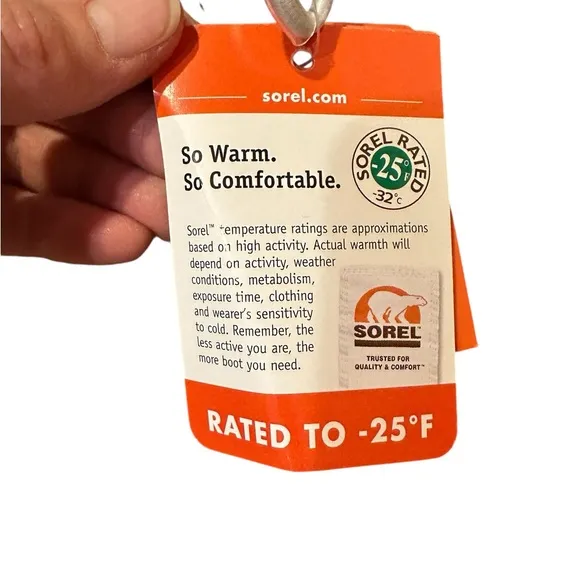 sorel.com
So Warm.
So Comfortable.
SOREL RATED
-25°F
-32°C
Sorel™ temperature ratings are approximations
based on high activity. Actual warmth will
depend on activity, weather
conditions, metabolism,
exposure time, clothing
and wearer's sensitivity
to cold. Remember, the
less active you are, the
more boot you need.
SOREL
TRUSTED FOR
QUALITY & COMFORT™
RATED TO -25°F